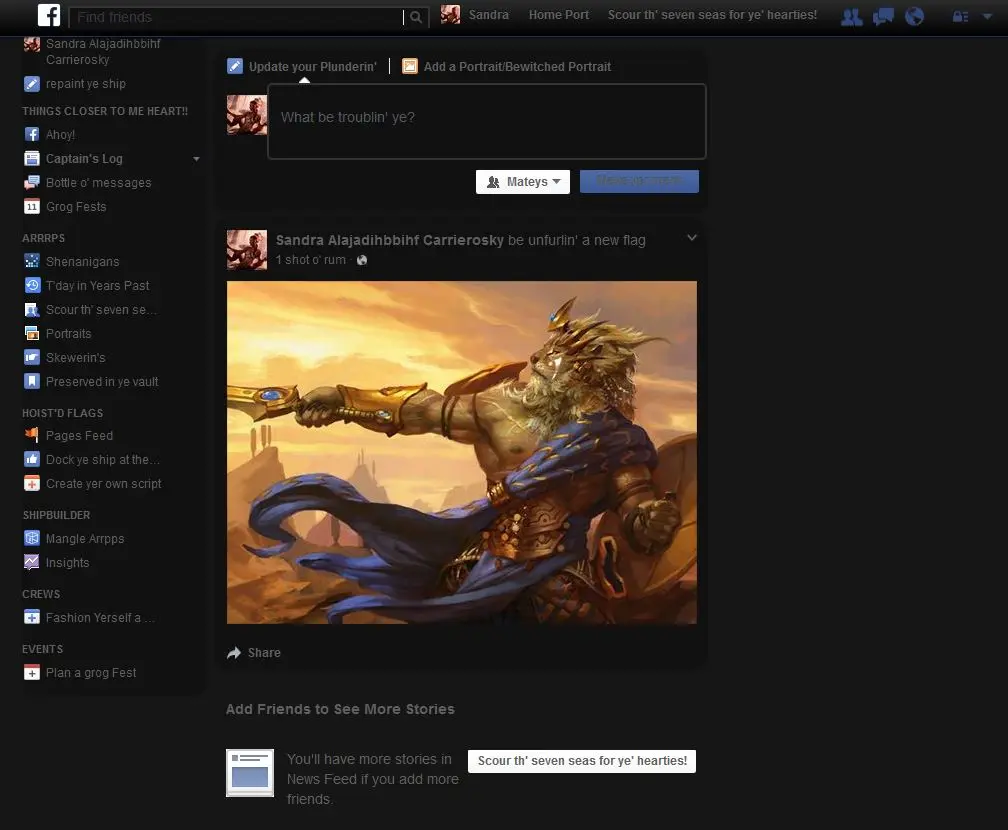 f
Find friends
Sandra
Home Port
Scour th' seven seas for ye' hearties!
Sandra Alajadihbbihf
Carrierosky
repaint ye ship
THINGS CLOSER TO ME HEART!!
f Ahoy!
Captain's Log
Bottle o' messages
11 Grog Fests
ARRRPS
Shenanigans
T'day in Years Past
Scour th' seven se...
Portraits
Skewerin's
Preserved in ye vault
HOIST'D FLAGS
Pages Feed
Dock ye ship at the...
Create yer own script
SHIPBUILDER
Mangle Arrpps
Insights
CREWS
Fashion Yerself a ...
EVENTS
Plan a grog Fest
Update your Plunderin'
Add a Portrait/Bewitched Portrait
What be troublin' ye?
Mateys
Sandra Alajadihbbihf Carrierosky be unfurlin' a new flag
1 shot o' rum ·
Share
Add Friends to See More Stories
You'll have more stories in
News Feed if you add more
friends.
Scour th' seven seas for ye' hearties!